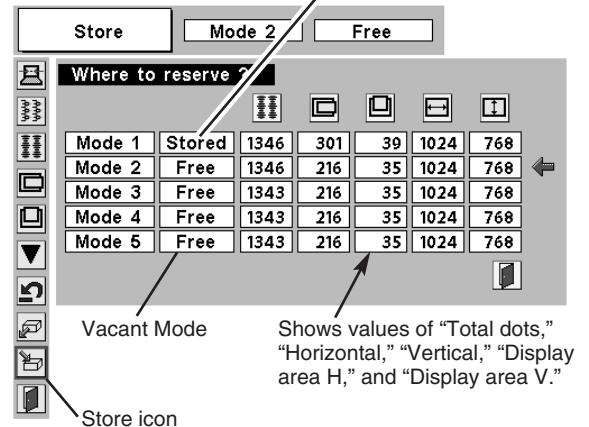 Store Mode 2 Free
Where to reserve ?
Mode 1 Stored 1346 301 39 1024 768
Mode 2 Free 1346 216 35 1024 768
Mode 3 Free 1343 216 35 1024 768
Mode 4 Free 1343 216 35 1024 768
Mode 5 Free 1343 216 35 1024 768
Vacant Mode
Shows values of “Total dots,”
“Horizontal,” “Vertical,” “Display
area H,” and “Display area V.”
Store icon